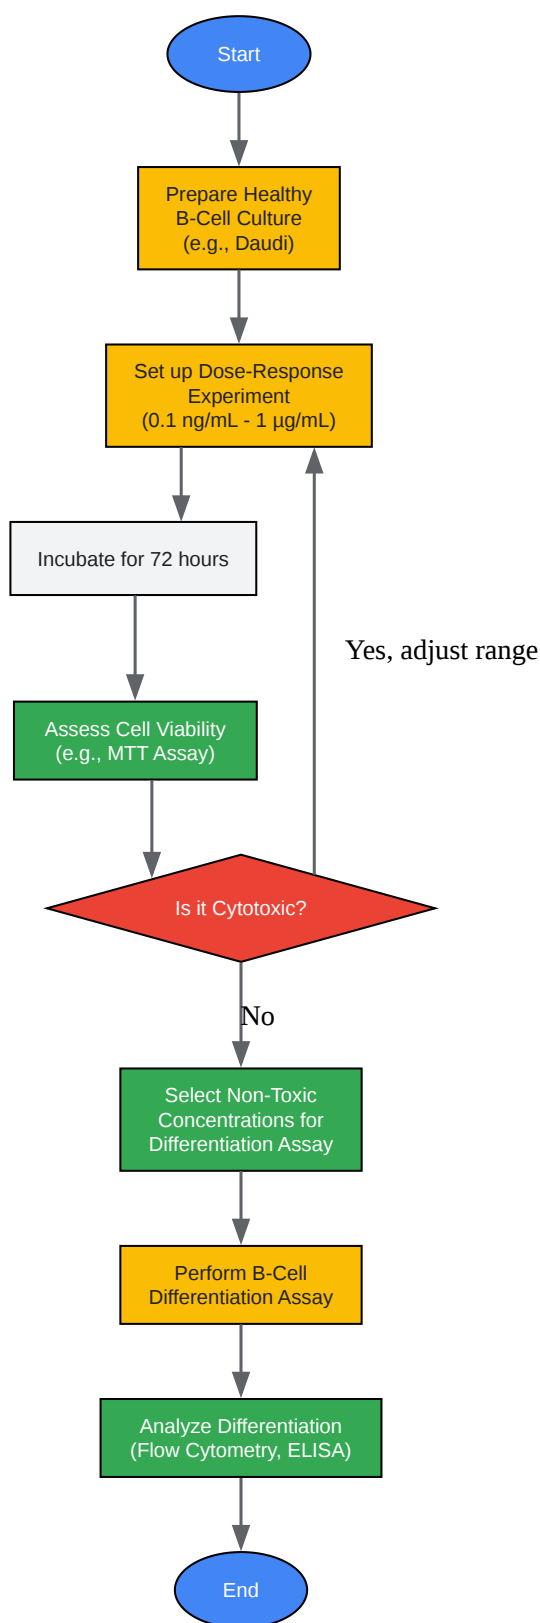 Start
Prepare Healthy
B-Cell Culture
(e.g., Daudi)
Set up Dose-Response
Experiment
(0.1 ng/mL - 1 µg/mL)
Incubate for 72 hours
Yes, adjust range
Assess Cell Viability
(e.g., MTT Assay)
Is it Cytotoxic?
No
Select Non-Toxic
Concentrations for
Differentiation Assay
Perform B-Cell
Differentiation Assay
Analyze Differentiation
(Flow Cytometry, ELISA)
End